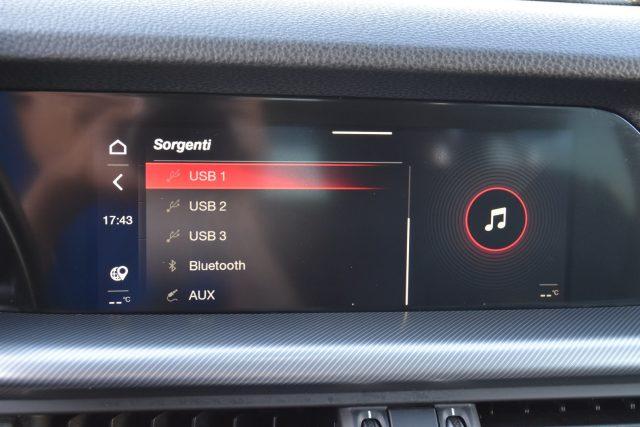 Sorgenti
USB 1
USB 2
17:43
USB 3
Bluetooth
AUX
--°C
--°C